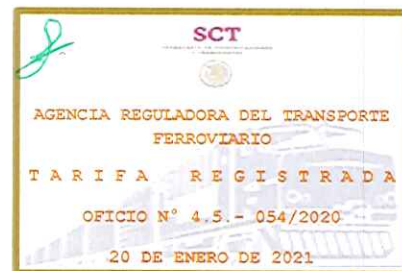 SCT
AGENCIA REGULADORA DEL TRANSPORTE
FERROVIARIO
TARIFA REGISTRADA
OFICIO N° 4.5.- 054/2020
20 DE ENERO DE 2021